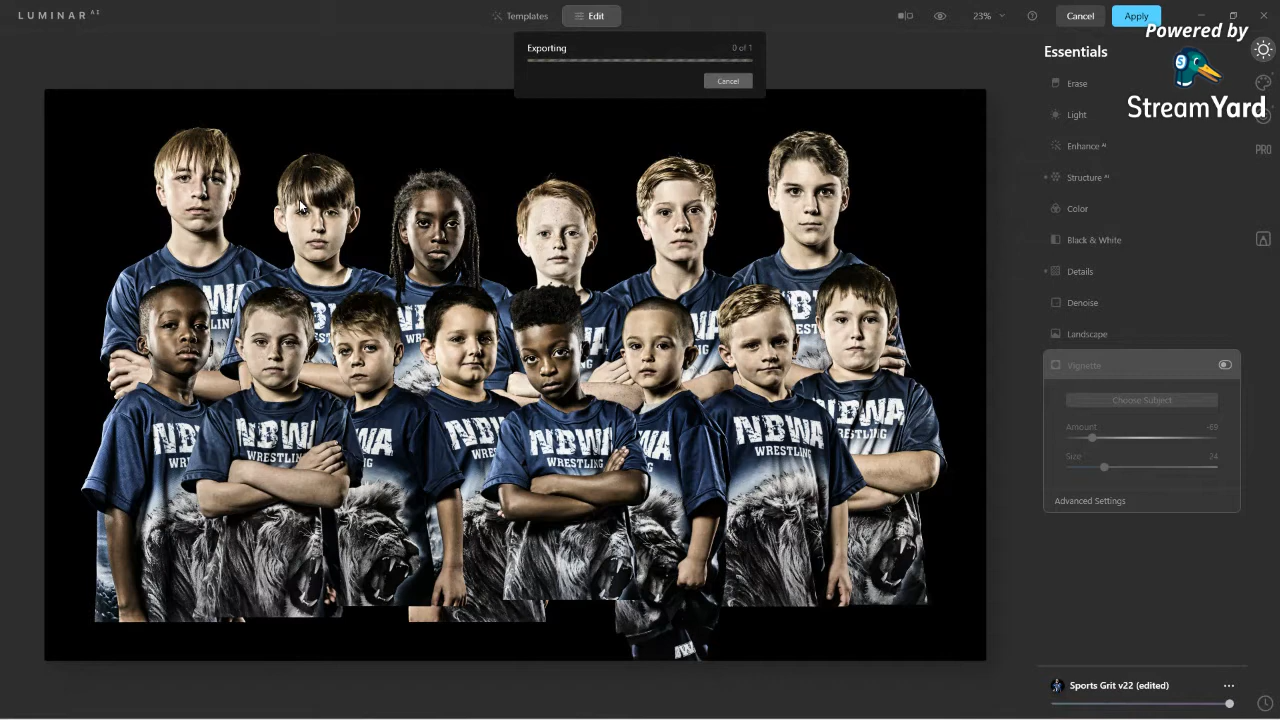 LUMINAR AI
Templates
Edit
23%
Cancel
Apply
Exporting
0 of 1
Cancel
Powered by
StreamYard
Essentials
Erase
Light
Enhance AI
PRO
Structure AI
Color
Black & White
Details
Denoise
Landscape
Vignette
Choose Subject
Amount
-69
Size
24
Advanced Settings
Sports Grit v22 (edited)
NBWA
WRESTLING
NBWA
WRESTLING
NBWA
WRESTLING
NBWA
WRESTLING